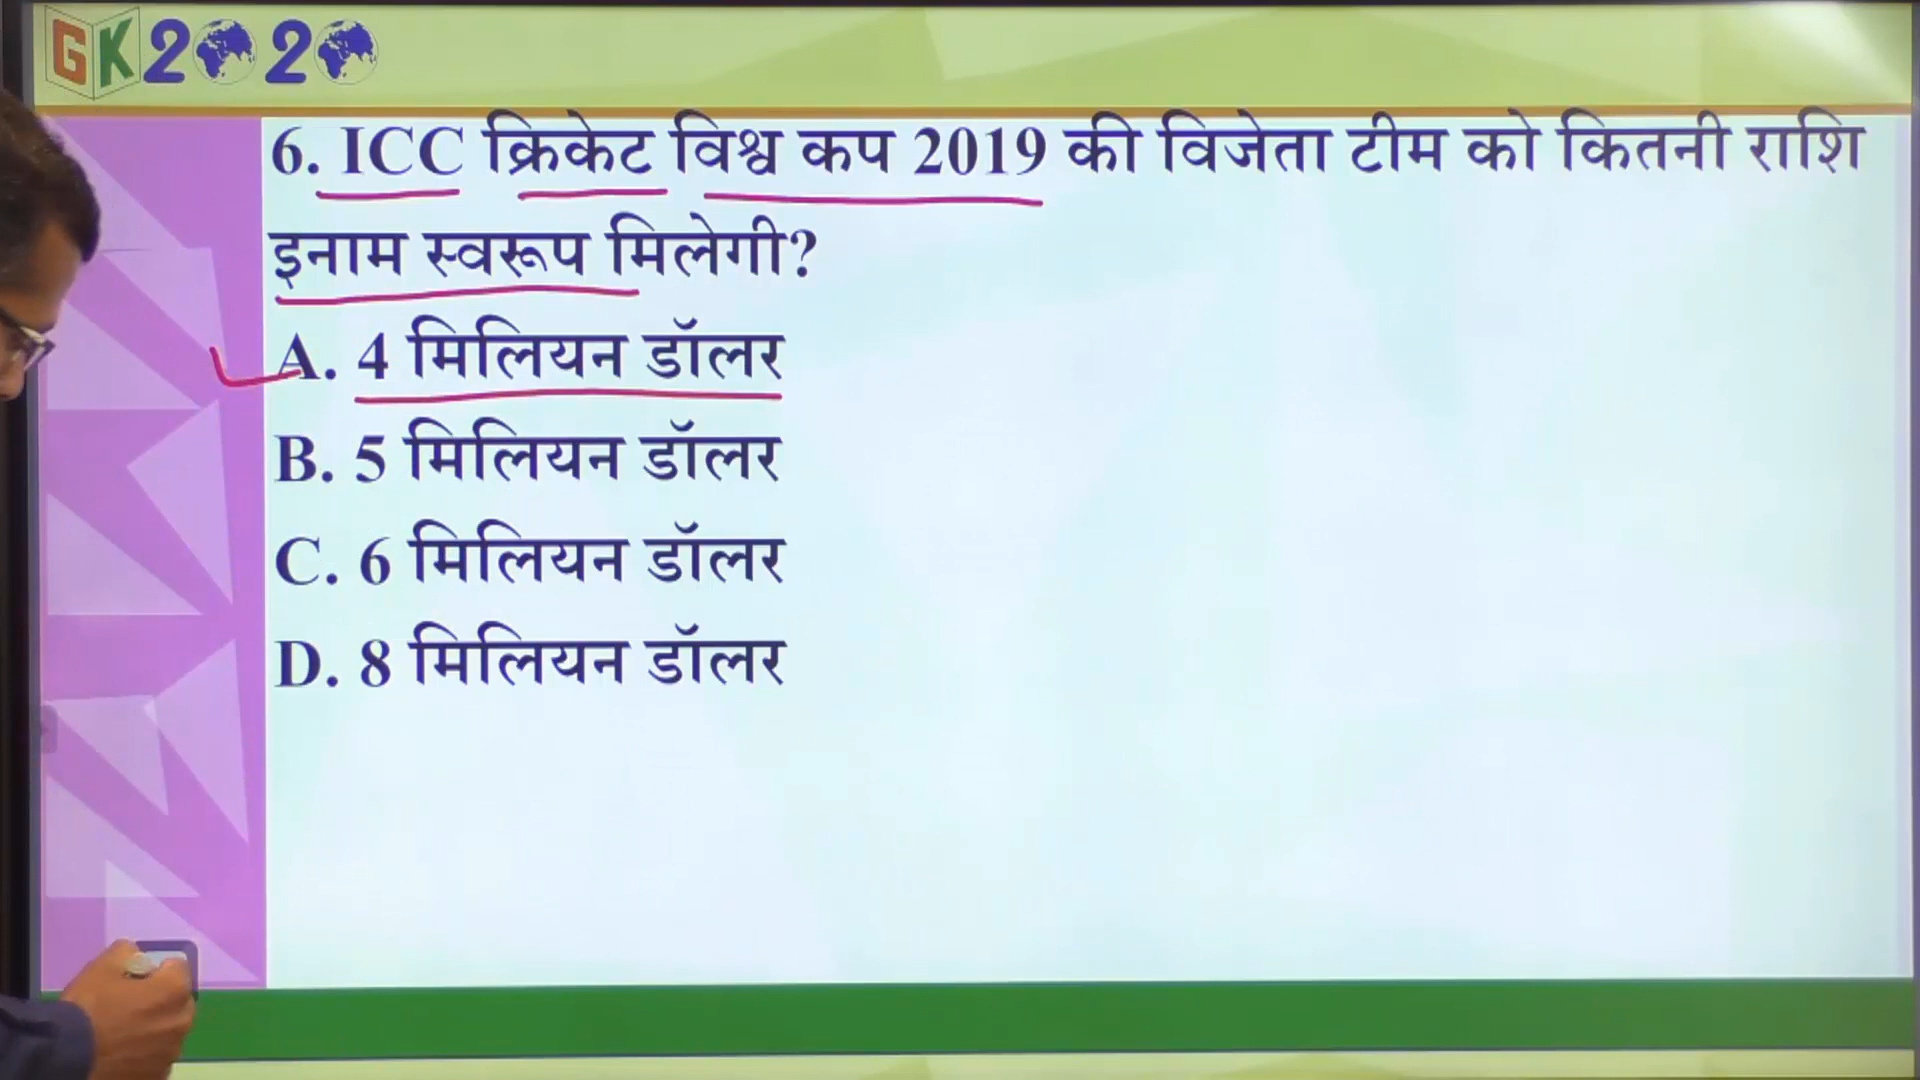 GK2020
6. ICC क्रिकेट विश्व कप 2019 की विजेता टीम को कितनी राशि
इनाम स्वरूप मिलेगी?
A. 4 मिलियन डॉलर
B. 5 मिलियन डॉलर
C. 6 मिलियन डॉलर
D. 8 मिलियन डॉलर